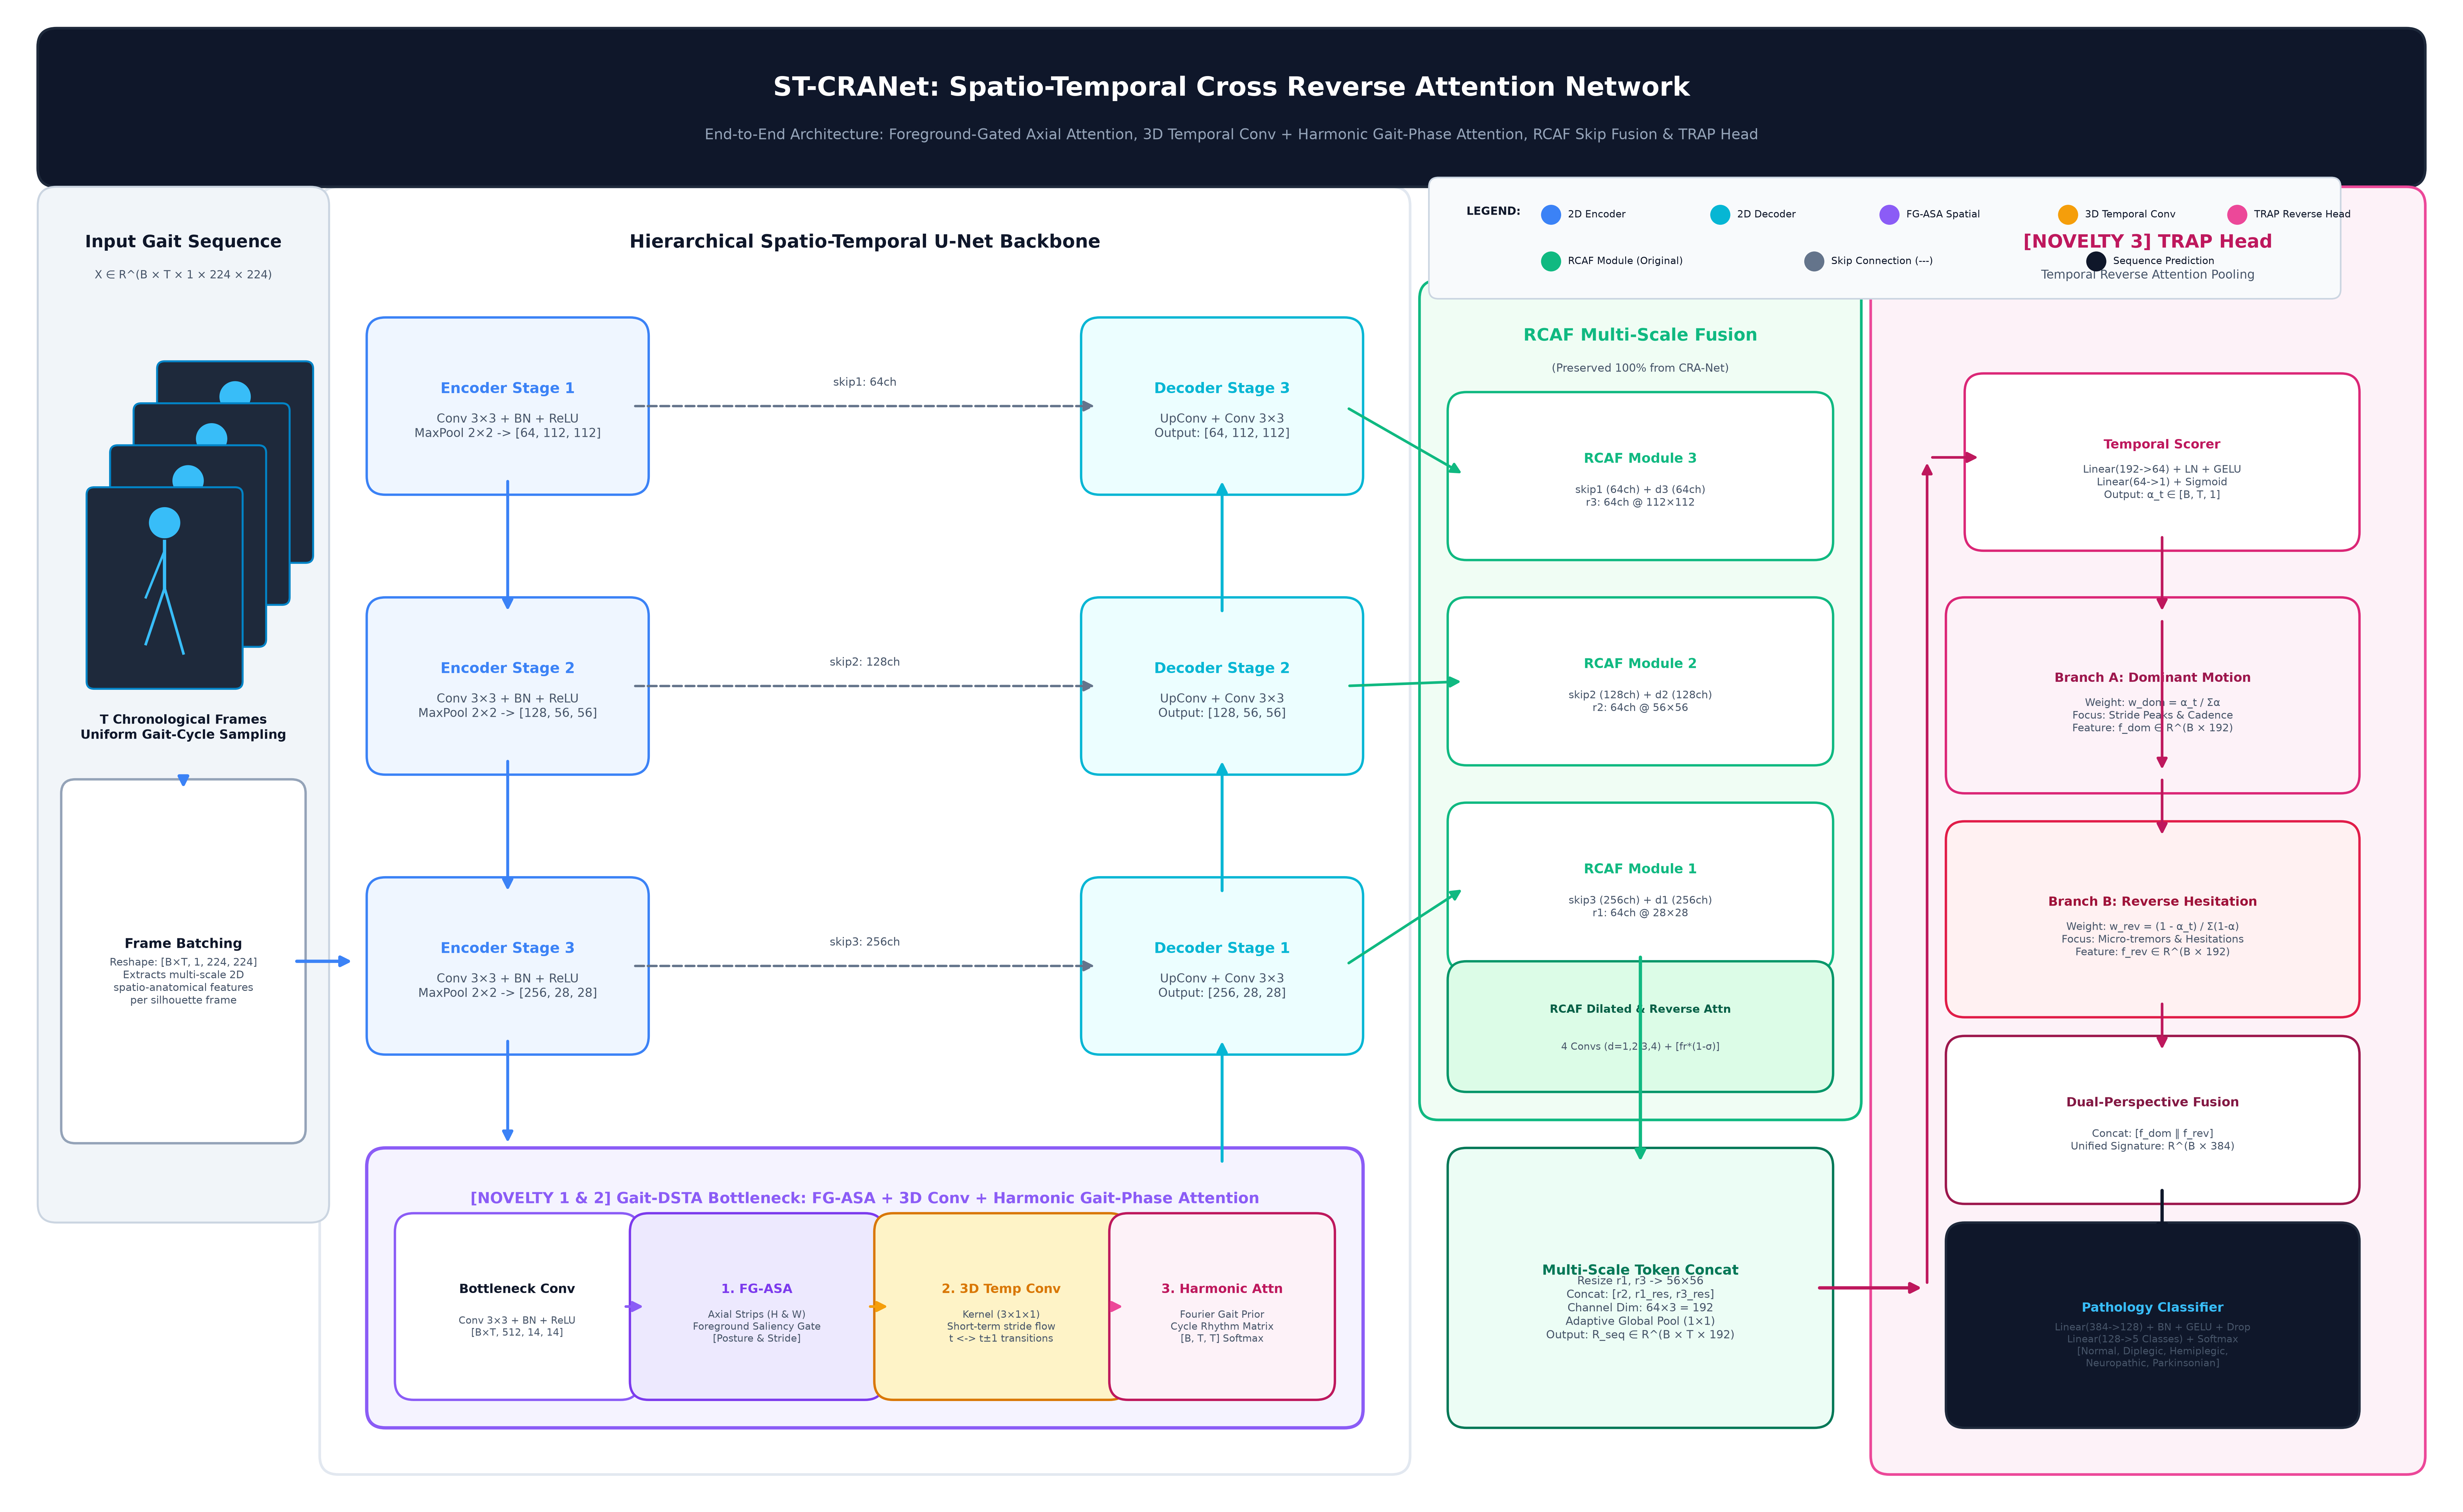 ST-CRANet: Spatio-Temporal Cross Reverse Attention Network
End-to-End Architecture: Foreground-Gated Axial Attention, 3D Temporal Conv + Harmonic Gait-Phase Attention, RCAF Skip Fusion & TRAP Head
Input Gait Sequence
X ∈ R^(B × T × 1 × 224 × 224)
T Chronological Frames
Uniform Gait-Cycle Sampling
Frame Batching
Reshape: [B×T, 1, 224, 224]
Extracts multi-scale 2D
spatio-anatomical features
per silhouette frame
Hierarchical Spatio-Temporal U-Net Backbone
Encoder Stage 1
Conv 3×3 + BN + ReLU
MaxPool 2×2 -> [64, 112, 112]
skip1: 64ch
Decoder Stage 3
UpConv + Conv 3×3
Output: [64, 112, 112]
Encoder Stage 2
Conv 3×3 + BN + ReLU
MaxPool 2×2 -> [128, 56, 56]
skip2: 128ch
Decoder Stage 2
UpConv + Conv 3×3
Output: [128, 56, 56]
Encoder Stage 3
Conv 3×3 + BN + ReLU
MaxPool 2×2 -> [256, 28, 28]
skip3: 256ch
Decoder Stage 1
UpConv + Conv 3×3
Output: [256, 28, 28]
[NOVELTY 1 & 2] Gait-DSTA Bottleneck: FG-ASA + 3D Conv + Harmonic Gait-Phase Attention
Bottleneck Conv
Conv 3×3 + BN + ReLU
[B×T, 512, 14, 14]
1. FG-ASA
Axial Strips (H & W)
Foreground Saliency Gate
[Posture & Stride]
2. 3D Temp Conv
Kernel (3×1×1)
Short-term stride flow
t <-> t±1 transitions
3. Harmonic Attn
Fourier Gait Prior
Cycle Rhythm Matrix
[B, T, T] Softmax
LEGEND:
2D Encoder
2D Decoder
FG-ASA Spatial
3D Temporal Conv
TRAP Reverse Head
RCAF Module (Original)
Skip Connection (---)
Sequence Prediction
RCAF Multi-Scale Fusion
(Preserved 100% from CRA-Net)
RCAF Module 3
skip1 (64ch) + d3 (64ch)
r3: 64ch @ 112×112
RCAF Module 2
skip2 (128ch) + d2 (128ch)
r2: 64ch @ 56×56
RCAF Module 1
skip3 (256ch) + d1 (256ch)
r1: 64ch @ 28×28
RCAF Dilated & Reverse Attn
4 Convs (d=1,2,3,4) + [fr*(1-σ)]
Multi-Scale Token Concat
Resize r1, r3 -> 56×56
Concat: [r2, r1_res, r3_res]
Channel Dim: 64×3 = 192
Adaptive Global Pool (1×1)
Output: R_seq ∈ R^(B × T × 192)
[NOVELTY 3] TRAP Head
Temporal Reverse Attention Pooling
Temporal Scorer
Linear(192->64) + LN + GELU
Linear(64->1) + Sigmoid
Output: α_t ∈ [B, T, 1]
Branch A: Dominant Motion
Weight: w_dom = α_t / Σα
Focus: Stride Peaks & Cadence
Feature: f_dom ∈ R^(B × 192)
Branch B: Reverse Hesitation
Weight: w_rev = (1 - α_t) / Σ(1-α)
Focus: Micro-tremors & Hesitations
Feature: f_rev ∈ R^(B × 192)
Dual-Perspective Fusion
Concat: [f_dom ∥ f_rev]
Unified Signature: R^(B × 384)
Pathology Classifier
Linear(384->128) + BN + GELU + Drop
Linear(128->5 Classes) + Softmax
[Normal, Diplegic, Hemiplegic,
Neuropathic, Parkinsonian]